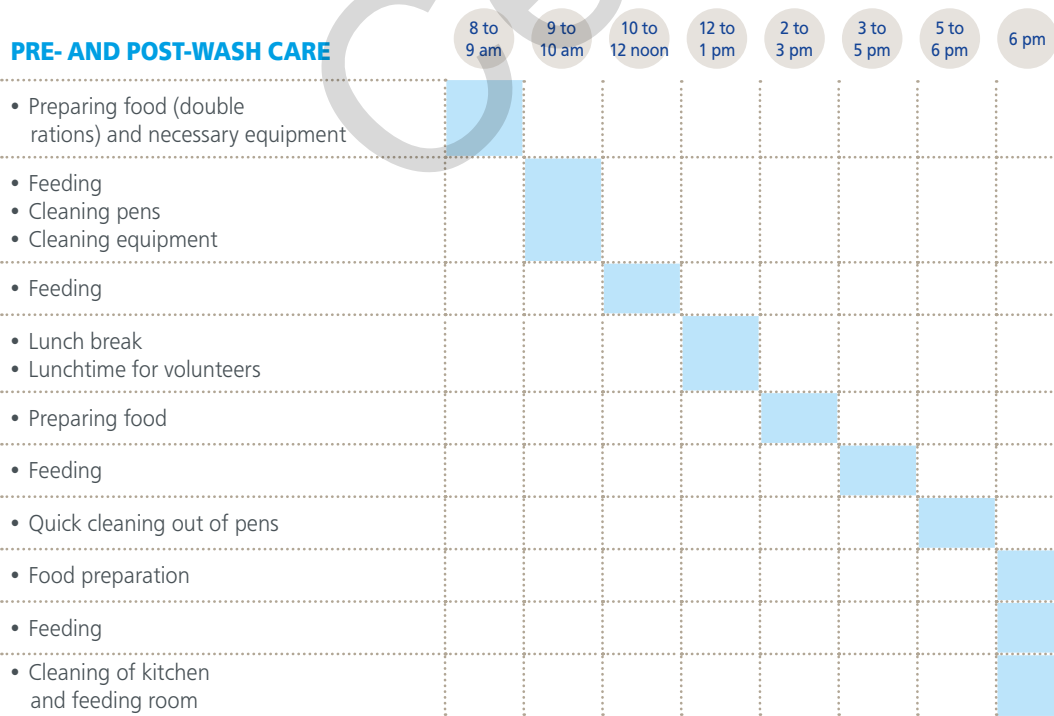 PRE- AND POST-WASH CARE
8 to
9 am
9 to
10 am
10 to
12 noon
12 to
1 pm
2 to
3 pm
3 to
5 pm
5 to
6 pm
6 pm
• Preparing food (double
rations) and necessary equipment
• Feeding
• Cleaning pens
• Cleaning equipment
• Feeding
• Lunch break
• Lunchtime for volunteers
• Preparing food
• Feeding
• Quick cleaning out of pens
• Food preparation
• Feeding
• Cleaning of kitchen
and feeding room